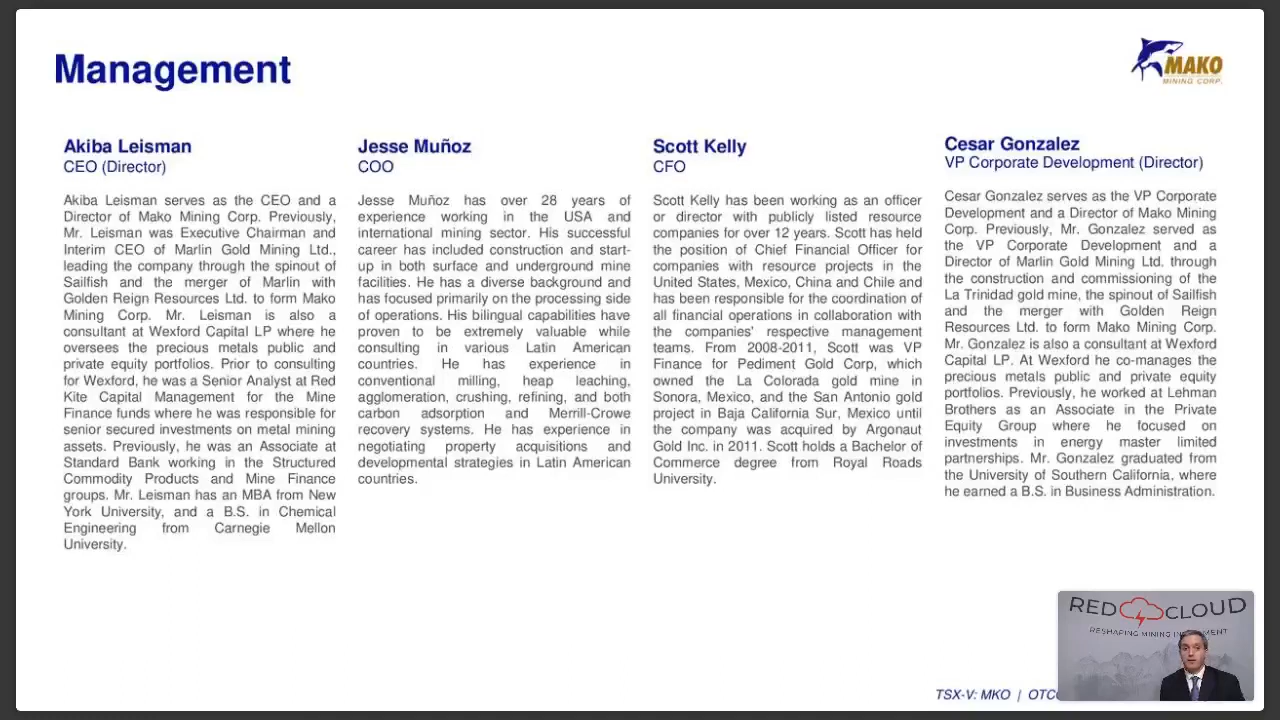 Management
MAKO
MINING CORP.
Akiba Leisman
CEO (Director)
Akiba Leisman serves as the CEO and a
Director of Mako Mining Corp. Previously,
Mr. Leisman was Executive Chairman and
Interim CEO of Marlin Gold Mining Ltd.,
leading the company through the spinout of
Sailfish and the merger of Marlin with
Golden Reign Resources Ltd. to form Mako
Mining Corp. Mr. Leisman is also a
consultant at Wexford Capital LP where he
oversees the precious metals public and
private equity portfolios. Prior to consulting
for Wexford, he was a Senior Analyst at Red
Kite Capital Management for the Mine
Finance funds where he was responsible for
senior secured investments on metal mining
assets. Previously, he was an Associate at
Standard Bank working in the Structured
Commodity Products and Mine Finance
groups. Mr. Leisman has an MBA from New
York University, and a B.S. in Chemical
Engineering from Carnegie Mellon
University.
Jesse Muñoz
COO
Jesse Muñoz has over 28 years of
experience working in the USA and
international mining sector. His successful
career has included construction and start-
up in both surface and underground mine
facilities. He has a diverse background and
has focused primarily on the processing side
of operations. His bilingual capabilities have
proven to be extremely valuable while
consulting in various Latin American
countries. He has experience in
conventional milling, heap leaching,
agglomeration, crushing, refining, and both
carbon adsorption and Merrill-Crowe
recovery systems. He has experience in
negotiating property acquisitions and
developmental strategies in Latin American
countries.
Scott Kelly
CFO
Scott Kelly has been working as an officer
or director with publicly listed resource
companies for over 12 years. Scott has held
the position of Chief Financial Officer for
companies with resource projects in the
United States, Mexico, China and Chile and
has been responsible for the coordination of
all financial operations in collaboration with
the companies' respective management
teams. From 2008-2011, Scott was VP
Finance for Pediment Gold Corp, which
owned the La Colorada gold mine in
Sonora, Mexico, and the San Antonio gold
project in Baja California Sur, Mexico until
the company was acquired by Argonaut
Gold Inc. in 2011. Scott holds a Bachelor of
Commerce degree from Royal Roads
University.
Cesar Gonzalez
VP Corporate Development (Director)
Cesar Gonzalez serves as the VP Corporate
Development and a Director of Mako Mining
Corp. Previously, Mr. Gonzalez served as
the VP Corporate Development and a
Director of Marlin Gold Mining Ltd. through
the construction and commissioning of the
La Trinidad gold mine, the spinout of Sailfish
and the merger with Golden Reign
Resources Ltd. to form Mako Mining Corp.
Mr. Gonzalez is also a consultant at Wexford
Capital LP. At Wexford he co-manages the
precious metals public and private equity
portfolios. Previously, he worked at Lehman
Brothers as an Associate in the Private
Equity Group where he focused on
investments in energy master limited
partnerships. Mr. Gonzalez graduated from
the University of Southern California, where
he earned a B.S. in Business Administration.
RED CLOUD
RESHAPING MINING
TSX-V: MKO |